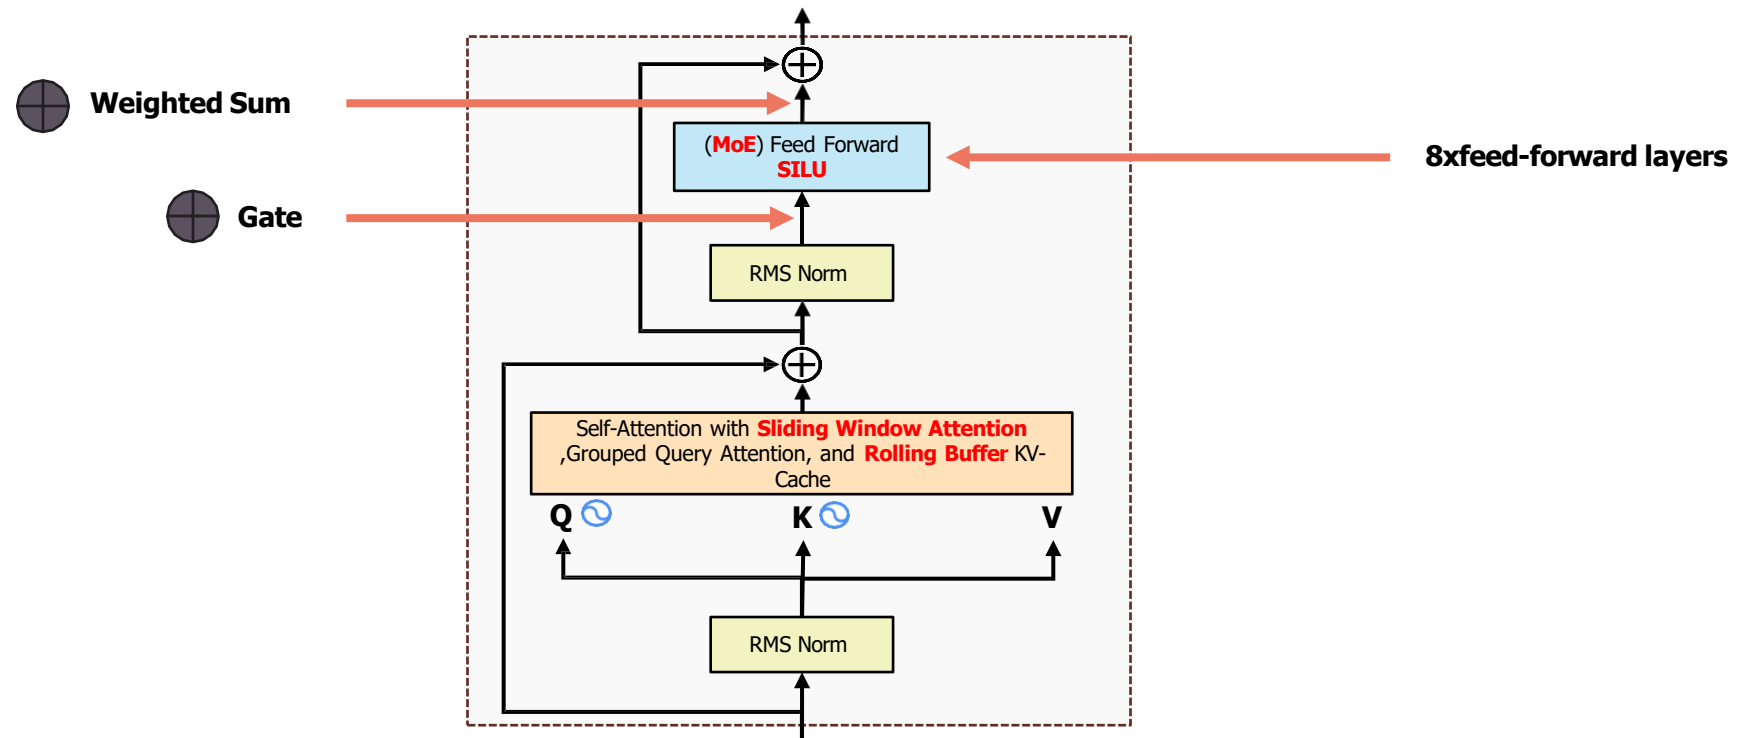 Weighted Sum
(MoE) Feed Forward
SILU
8xfeed-forward layers
Gate
RMS Norm
Self-Attention with Sliding Window Attention
,Grouped Query Attention, and Rolling Buffer KV-
Cache
Q
K
V
RMS Norm